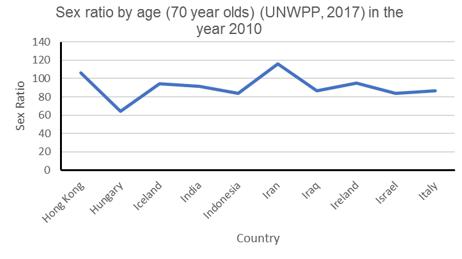 Sex ratio by age (70 year olds) (UNWPP, 2017) in the
year 2010
140
120
100
80
60
40
20
0
Sex Ratio
Hong Kong
Hungary
Iceland
India
Indonesia
Iran
Iraq
Ireland
Israel
Italy
Country